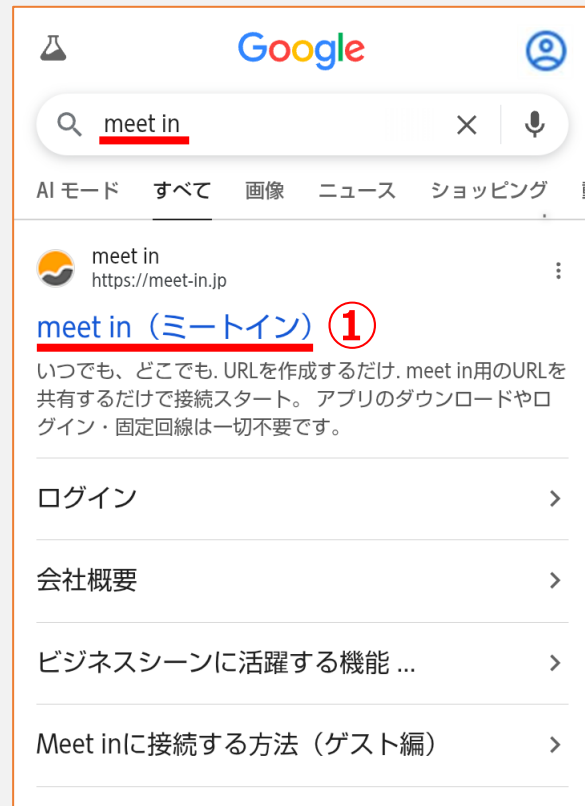 Google
meet in
AI モード すべて 画像 ニュース ショッピング
meet in
https://meet-in.jp
meet in（ミートイン） ①
いつでも、どこでも. URLを作成するだけ. meet in用のURLを
共有するだけで接続スタート。 アプリのダウンロードやロ
グイン・固定回線は一切不要です。
ログイン
会社概要
ビジネスシーンに活躍する機能 ...
Meet inに接続する方法（ゲスト編）